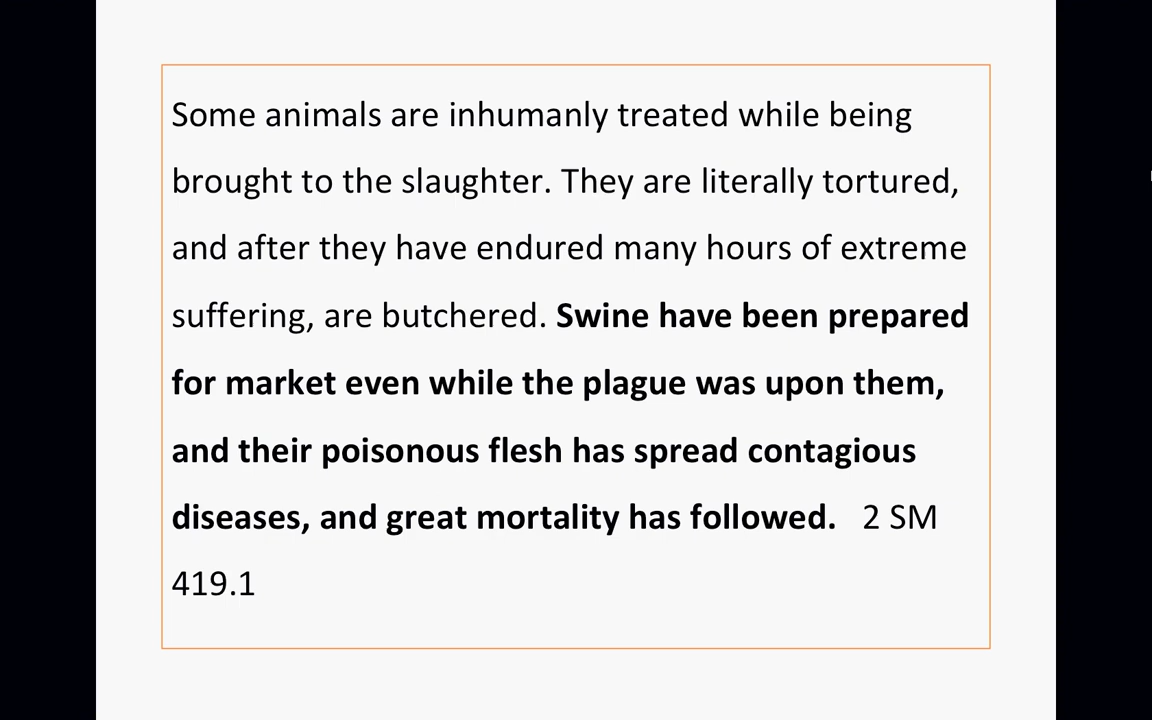 Some animals are inhumanly treated while being
brought to the slaughter. They are literally tortured,
and after they have endured many hours of extreme
suffering, are butchered. Swine have been prepared
for market even while the plague was upon them,
and their poisonous flesh has spread contagious
diseases, and great mortality has followed.   2 SM
419.1